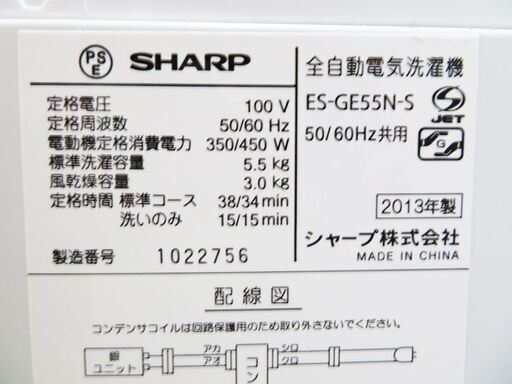 PSE SHARP
定格電圧 100 V
定格周波数 50/60 Hz
電動機定格消費電力 350/450 W
標準洗濯容量 5.5 kg
風乾燥容量 3.0 kg
定格時間 標準コース 38/34 min
洗いのみ 15/15 min
製造番号 1022756
全自動電気洗濯機
ES-GE55N-S
S JET
50/60Hz共用
G
2013年製
シャープ株式会社
MADE IN CHINA
配線図
コンデンサコイルは回路保護用のため取り外さないでください。
銀
ユニット
アカ
アオ
コン
シロ
クロ